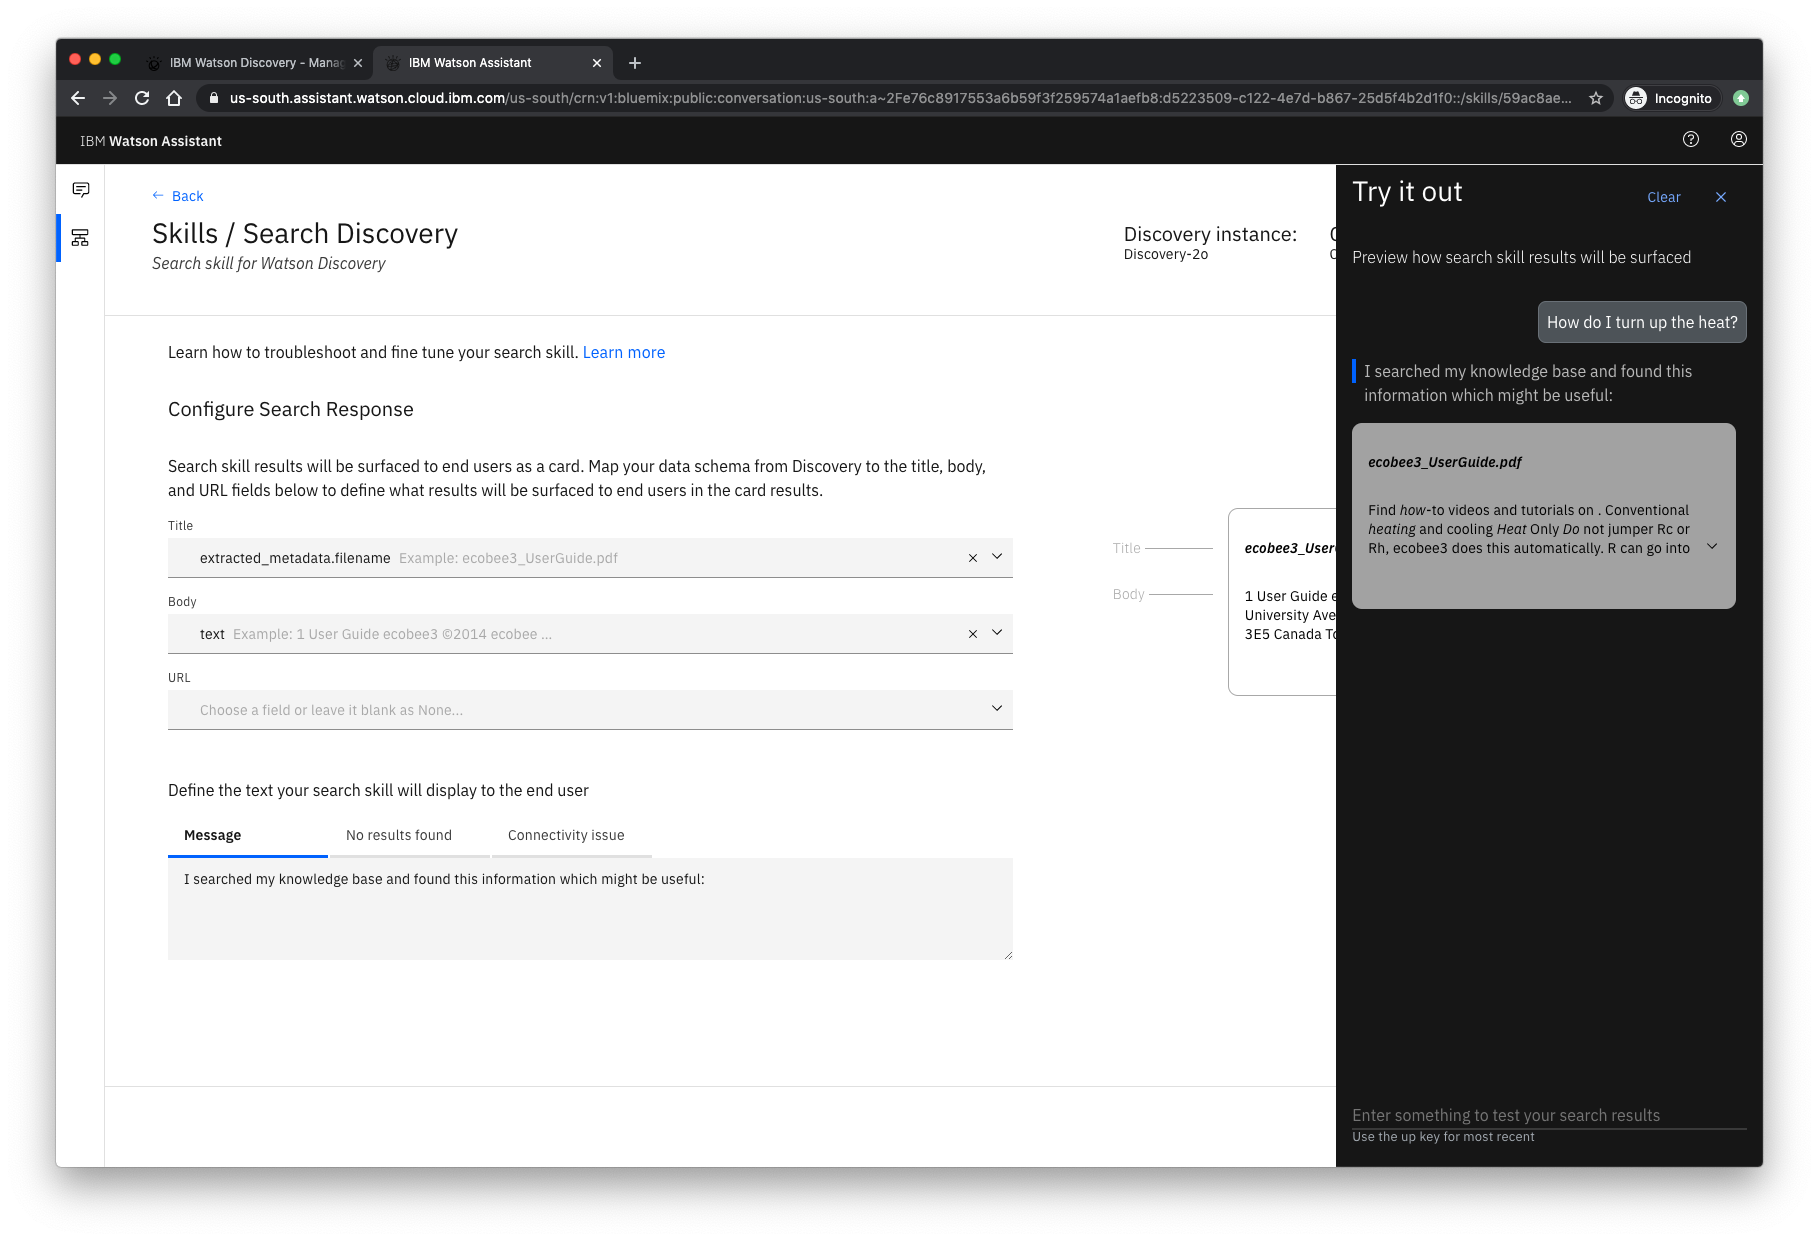 IBM Watson Discovery - Manag
IBM Watson Assistant
us-south.assistant.watson.cloud.ibm.com/us-south/crn:v1:bluemix:public:conversation:us-south:a~2Fe76c8917553a6b59f3f259574a1aefb8:d5223509-c122-4e7d-b867-25d5f4b2d1f0::/skills/59ac8ae...
Incognito
IBM Watson Assistant
← Back
Skills / Search Discovery
Search skill for Watson Discovery
Discovery instance:
Discovery-2o
Learn how to troubleshoot and fine tune your search skill. Learn more
Configure Search Response
Search skill results will be surfaced to end users as a card. Map your data schema from Discovery to the title, body,
and URL fields below to define what results will be surfaced to end users in the card results.
Title
extracted_metadata.filename Example: ecobee3_UserGuide.pdf
Body
text Example: 1 User Guide ecobee3 ©2014 ecobee ...
URL
Choose a field or leave it blank as None...
Define the text your search skill will display to the end user
Message
No results found
Connectivity issue
I searched my knowledge base and found this information which might be useful:
Title
Body
ecobee3_User
1 User Guide e
University Ave
3E5 Canada To
Try it out
Clear
Preview how search skill results will be surfaced
How do I turn up the heat?
I searched my knowledge base and found this
information which might be useful:
ecobee3_UserGuide.pdf
Find how-to videos and tutorials on . Conventional
heating and cooling Heat Only Do not jumper Rc or
Rh, ecobee3 does this automatically. R can go into
Enter something to test your search results
Use the up key for most recent